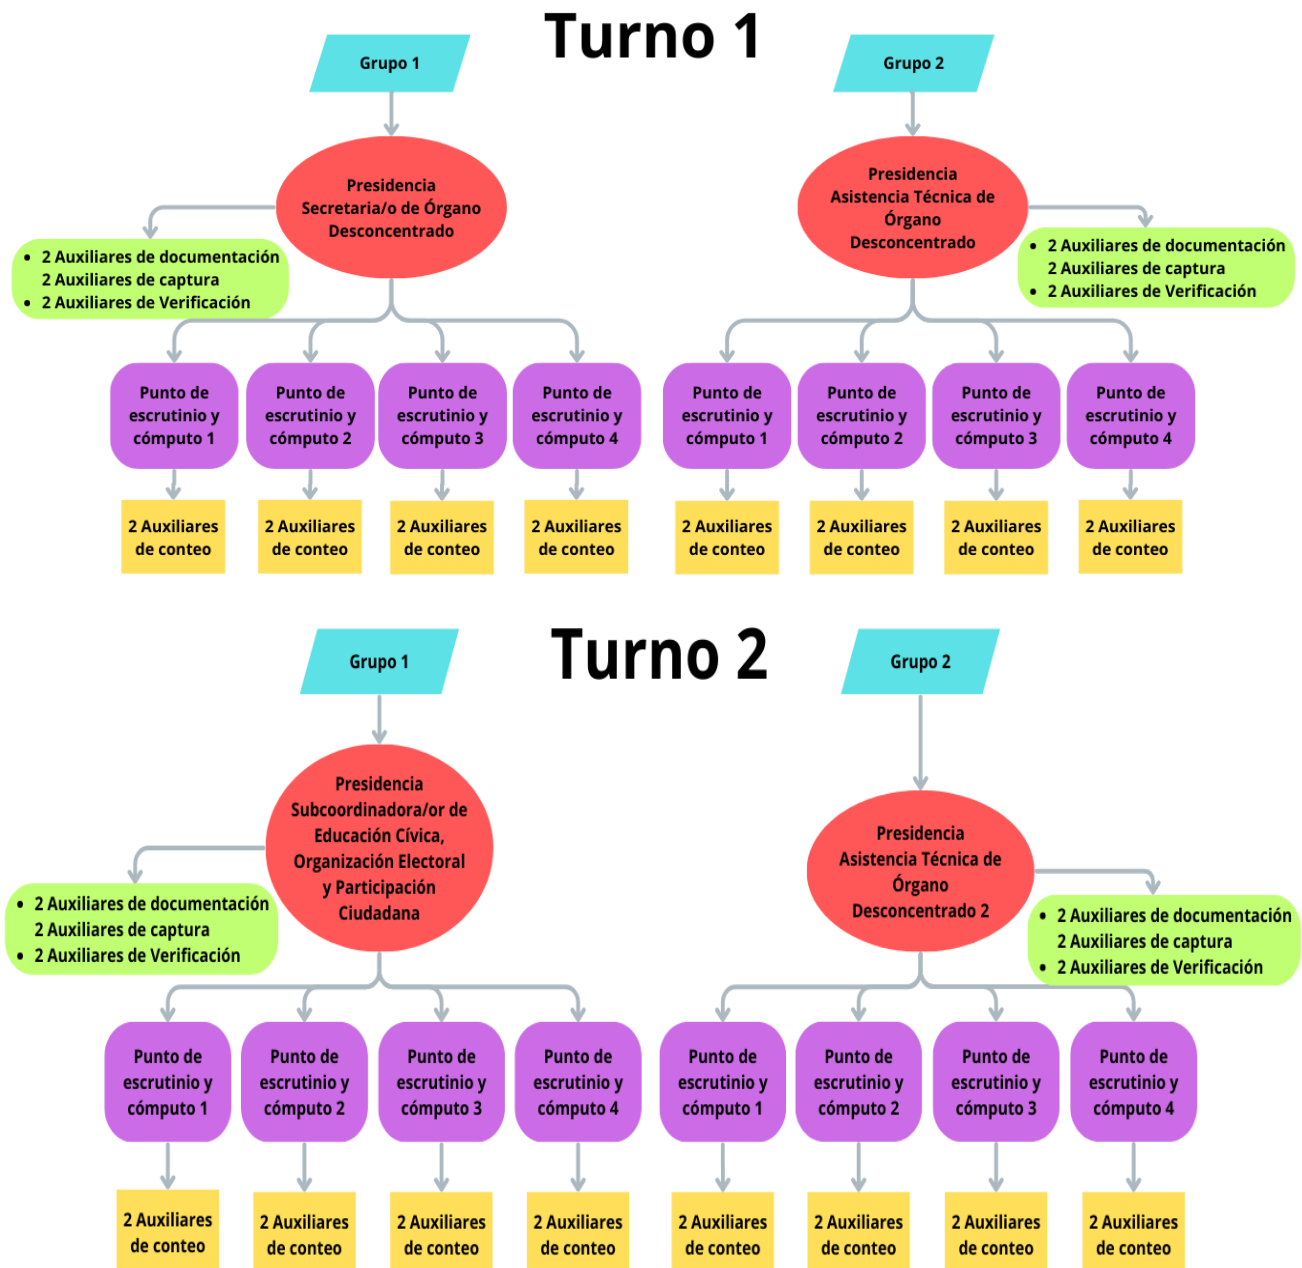 Turno 1
Grupo 1
Grupo 2
Presidencia
Secretaria/o de Órgano
Desconcentrado
Presidencia
Asistencia Técnica de
Órgano
Desconcentrado
• 2 Auxiliares de documentación
2 Auxiliares de captura
• 2 Auxiliares de Verificación
• 2 Auxiliares de documentación
2 Auxiliares de captura
• 2 Auxiliares de Verificación
Punto de
escrutinio y
cómputo 1
Punto de
escrutinio y
cómputo 2
Punto de
escrutinio y
cómputo 3
Punto de
escrutinio y
cómputo 4
Punto de
escrutinio y
cómputo 1
Punto de
escrutinio y
cómputo 2
Punto de
escrutinio y
cómputo 3
Punto de
escrutinio y
cómputo 4
2 Auxiliares
de conteo
2 Auxiliares
de conteo
2 Auxiliares
de conteo
2 Auxiliares
de conteo
2 Auxiliares
de conteo
2 Auxiliares
de conteo
2 Auxiliares
de conteo
2 Auxiliares
de conteo
Turno 2
Grupo 1
Grupo 2
Presidencia
Subcoordinadora/or de
Educación Cívica,
Organización Electoral
y Participación
Ciudadana
Presidencia
Asistencia Técnica de
Órgano
Desconcentrado 2
• 2 Auxiliares de documentación
2 Auxiliares de captura
• 2 Auxiliares de Verificación
• 2 Auxiliares de documentación
2 Auxiliares de captura
• 2 Auxiliares de Verificación
Punto de
escrutinio y
cómputo 1
Punto de
escrutinio y
cómputo 2
Punto de
escrutinio y
cómputo 3
Punto de
escrutinio y
cómputo 4
Punto de
escrutinio y
cómputo 1
Punto de
escrutinio y
cómputo 2
Punto de
escrutinio y
cómputo 3
Punto de
escrutinio y
cómputo 4
2 Auxiliares
de conteo
2 Auxiliares
de conteo
2 Auxiliares
de conteo
2 Auxiliares
de conteo
2 Auxiliares
de conteo
2 Auxiliares
de conteo
2 Auxiliares
de conteo
2 Auxiliares
de conteo